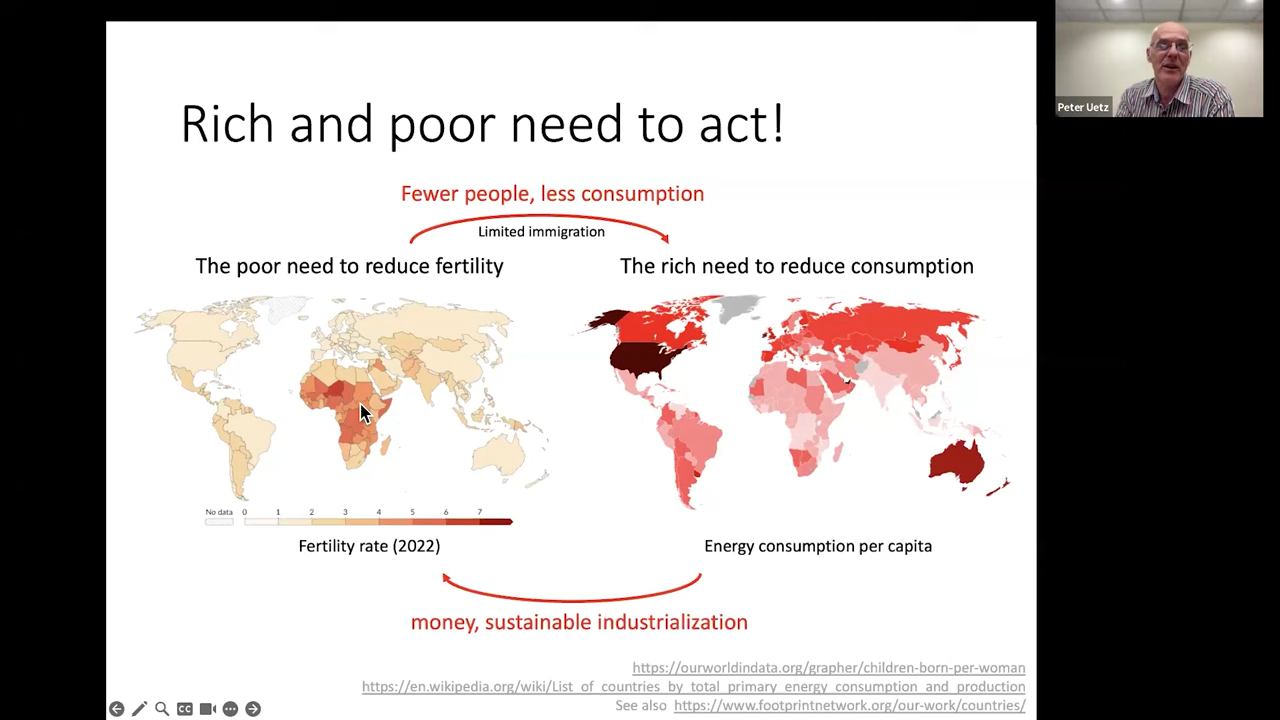 Rich and poor need to act!
Peter Uetz
Fewer people, less consumption
Limited immigration
The poor need to reduce fertility
The rich need to reduce consumption
No data 0 1 2 3 4 5 6 7
Fertility rate (2022)
Energy consumption per capita
money, sustainable industrialization
https://ourworldindata.org/grapher/children-born-per-woman
https://en.wikipedia.org/wiki/List_of_countries_by_total_primary_energy_consumption_and_production
See also https://www.footprintnetwork.org/our-work/countries/
CC